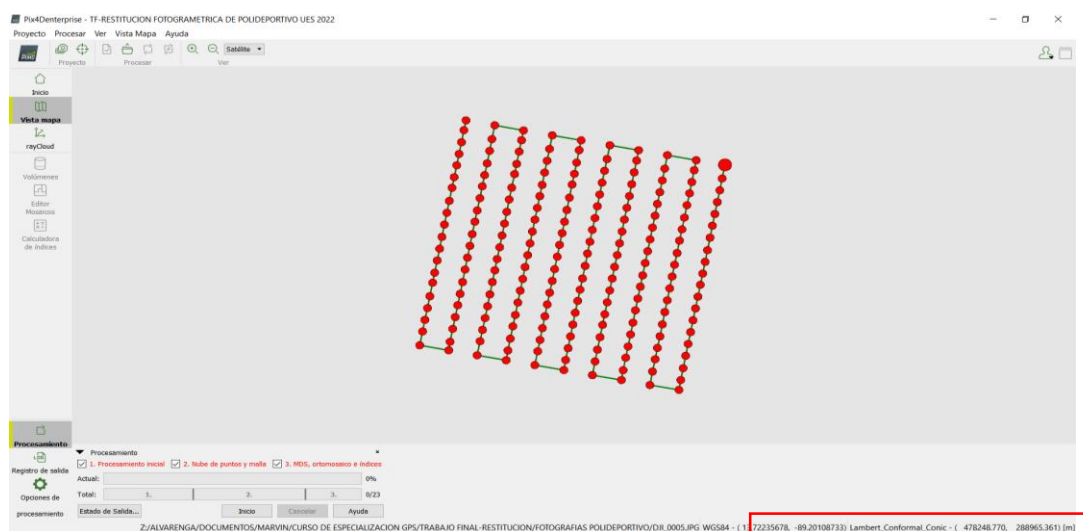 Pix4Denterprise - TF-RESTITUCION FOTOGRAMETRICA DE POLIDEPORTIVO UES 2022
Proyecto Procesar Ver Vista Mapa Ayuda
Satélite
Proyecto Procesar Ver
Inicio
Vista mapa
rayCloud
Volúmenes
Editor
Mosaicos
Calculadora
de índices
Procesamiento
Registro de salida
Opciones de
procesamiento
Procesamiento
1. Procesamiento inicial 2. Nube de puntos y malla 3. MDS, ortomosaico e índices
Actual: 0%
Total: 1. 2. 3. 0/23
Estado de Salida... Inicio Cancelar Ayuda
Z:/ALVARENGA/DOCUMENTOS/MARVIN/CURSO DE ESPECIALIZACION GPS/TRABAJO FINAL-RESTITUCION/FOTOGRAFIAS POLIDEPORTIVO/DJI_0005.JPG WGS84 - ( 13.72235678, -89.20108733) Lambert_Conformal_Conic - ( 478248.770, 288965.361) [m]